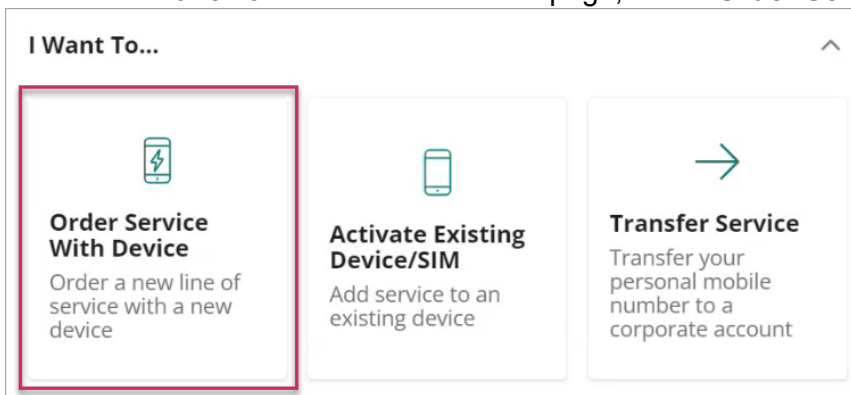 I Want To...
Order Service
With Device
Order a new line of
service with a new
device
Activate Existing
Device/SIM
Add service to an
existing device
Transfer Service
Transfer your
personal mobile
number to a
corporate account